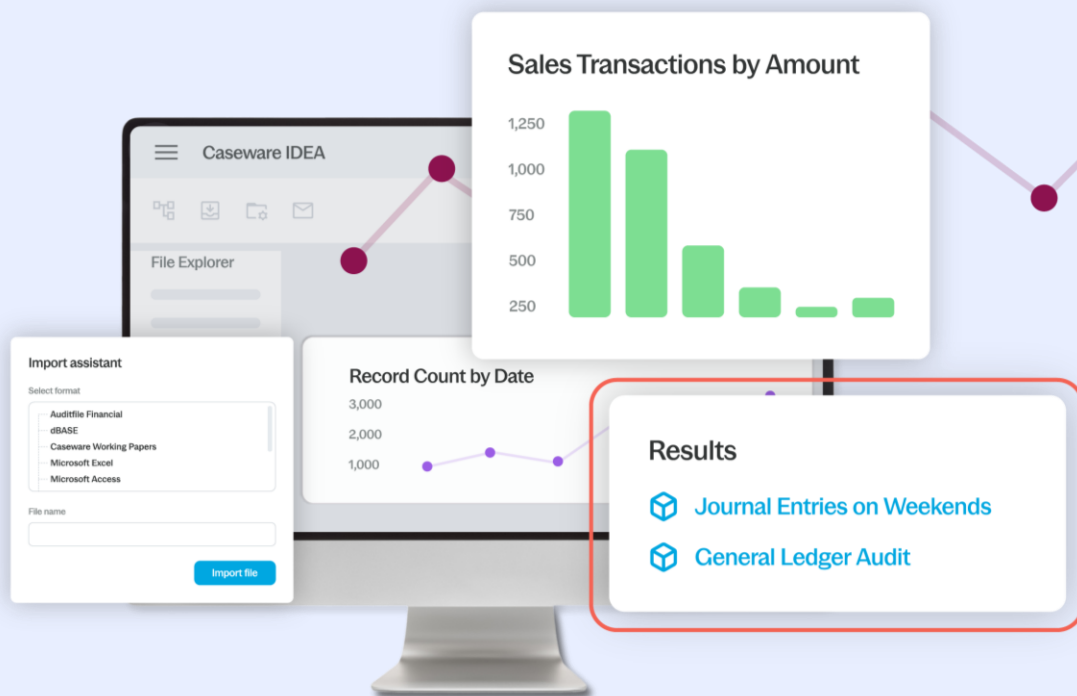 Sales Transactions by Amount
1,250
1,000
750
500
250
Caseware IDEA
File Explorer
Import assistant
Select format
Auditfile Financial
dBASE
Caseware Working Papers
Microsoft Excel
Microsoft Access
File name
Import file
Record Count by Date
3,000
2,000
1,000
Results
Journal Entries on Weekends
General Ledger Audit